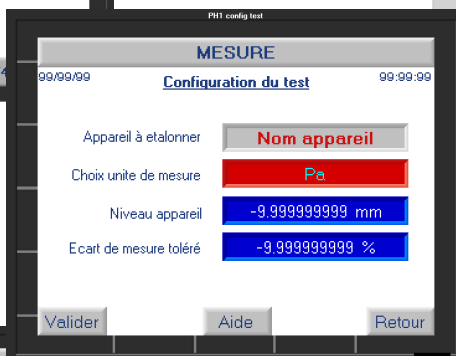 PH1 config test
MESURE
99/99/99
Configuration du test
99:99:99
Appareil à etalonner
Nom appareil
Choix unite de mesure
Pa
Niveau appareil
-9.999999999 mm
Ecart de mesure toléré
-9.999999999 %
Valider
Aide
Retour